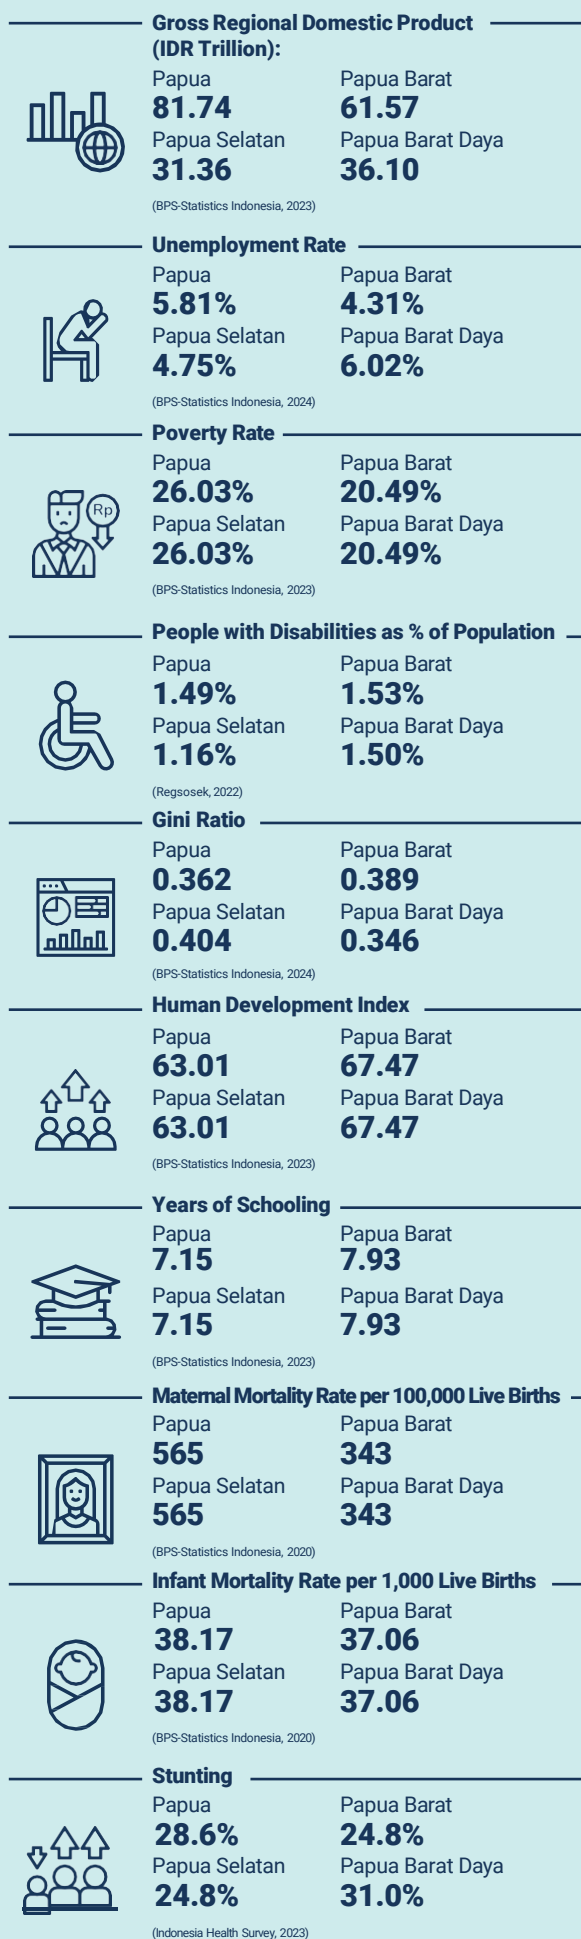 Gross Regional Domestic Product
(IDR Trillion):
Papua Papua Barat
81.74 61.57
Papua Selatan Papua Barat Daya
31.36 36.10
(BPS-Statistics Indonesia, 2023)
Unemployment Rate
Papua Papua Barat
5.81% 4.31%
Papua Selatan Papua Barat Daya
4.75% 6.02%
(BPS-Statistics Indonesia, 2024)
Poverty Rate
Rp
Papua Papua Barat
26.03% 20.49%
Papua Selatan Papua Barat Daya
26.03% 20.49%
(BPS-Statistics Indonesia, 2023)
People with Disabilities as % of Population
Papua Papua Barat
1.49% 1.53%
Papua Selatan Papua Barat Daya
1.16% 1.50%
(Regsosek, 2022)
Gini Ratio
Papua Papua Barat
0.362 0.389
Papua Selatan Papua Barat Daya
0.404 0.346
(BPS-Statistics Indonesia, 2024)
Human Development Index
Papua Papua Barat
63.01 67.47
Papua Selatan Papua Barat Daya
63.01 67.47
(BPS-Statistics Indonesia, 2023)
Years of Schooling
Papua Papua Barat
7.15 7.93
Papua Selatan Papua Barat Daya
7.15 7.93
(BPS-Statistics Indonesia, 2023)
Maternal Mortality Rate per 100,000 Live Births
Papua Papua Barat
565 343
Papua Selatan Papua Barat Daya
565 343
(BPS-Statistics Indonesia, 2020)
Infant Mortality Rate per 1,000 Live Births
Papua Papua Barat
38.17 37.06
Papua Selatan Papua Barat Daya
38.17 37.06
(BPS-Statistics Indonesia, 2020)
Stunting
Papua Papua Barat
28.6% 24.8%
Papua Selatan Papua Barat Daya
24.8% 31.0%
(Indonesia Health Survey, 2023)